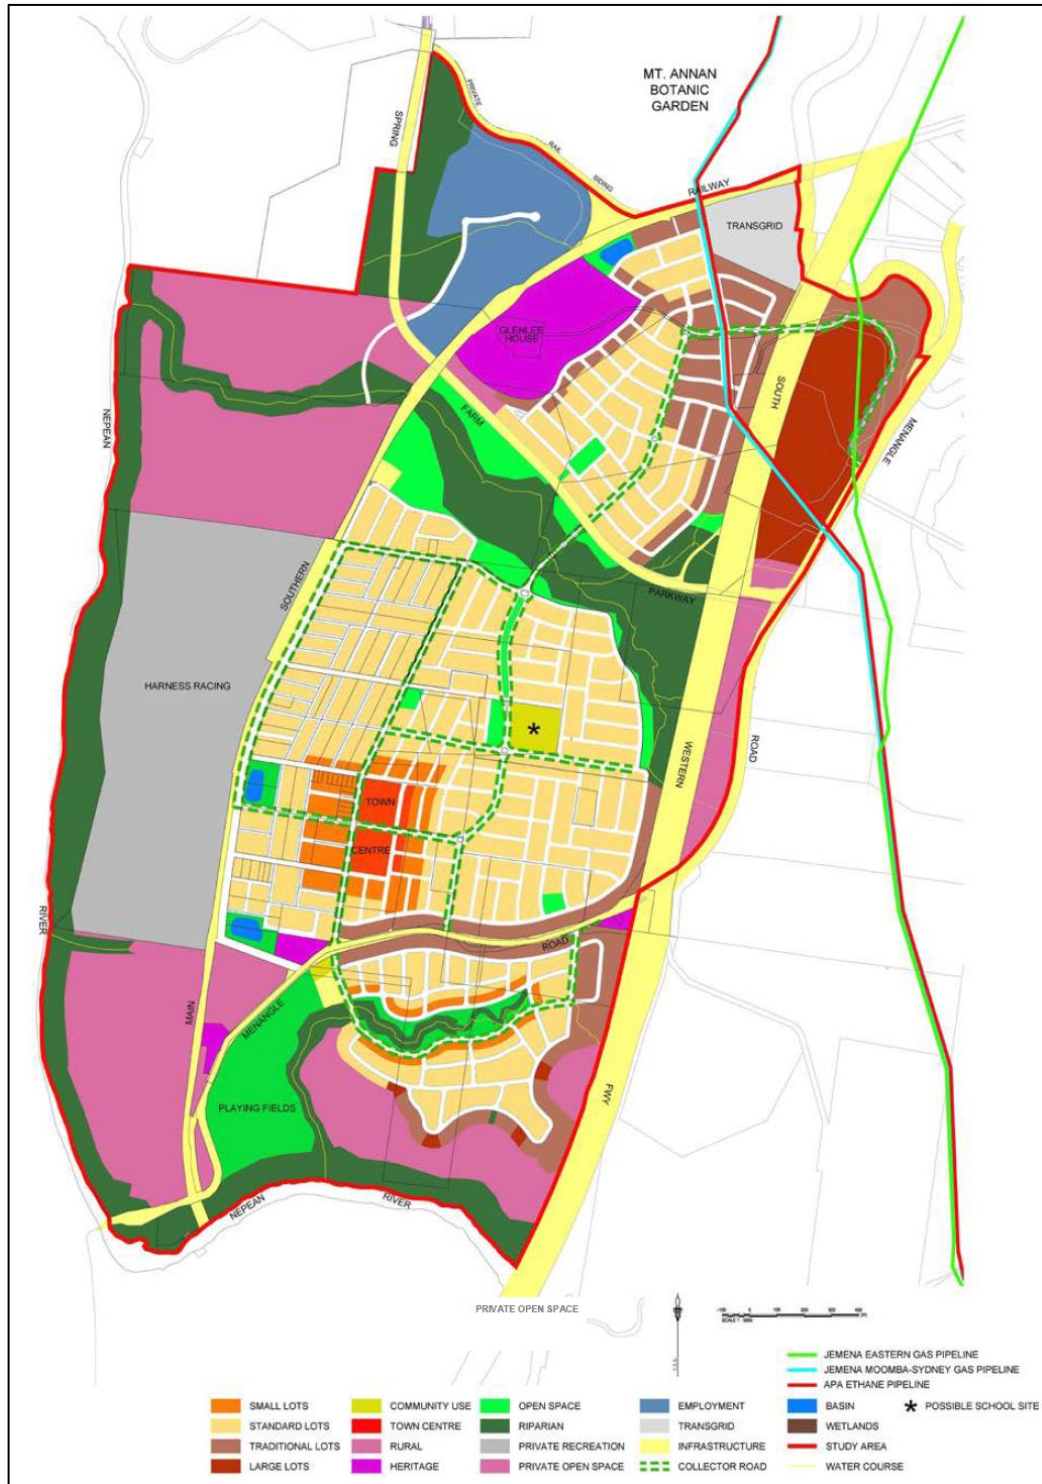 MT. ANNAN
BOTANIC
GARDEN
PRIVATE
RAIL
SIDING
SPRING
RAILWAY
TRANSGRID
GLENLEE
HOUSE
FARM
SOUTH
MENANGLE
NEPEAN
SOUTHERN
PARKWAY
HARNESS RACING
*
WESTERN
ROAD
TOWN
CENTRE
RIVER
ROAD
MAIN
MENANGLE
PLAYING FIELDS
FWY
NEPEAN
RIVER
PRIVATE OPEN SPACE
JEMENA EASTERN GAS PIPELINE
JEMENA MOOMBA-SYDNEY GAS PIPELINE
APA ETHANE PIPELINE
SMALL LOTS
STANDARD LOTS
TRADITIONAL LOTS
LARGE LOTS
COMMUNITY USE
TOWN CENTRE
RURAL
HERITAGE
OPEN SPACE
RIPARIAN
PRIVATE RECREATION
PRIVATE OPEN SPACE
EMPLOYMENT
TRANSGRID
INFRASTRUCTURE
COLLECTOR ROAD
BASIN
WETLANDS
STUDY AREA
WATER COURSE
* POSSIBLE SCHOOL SITE